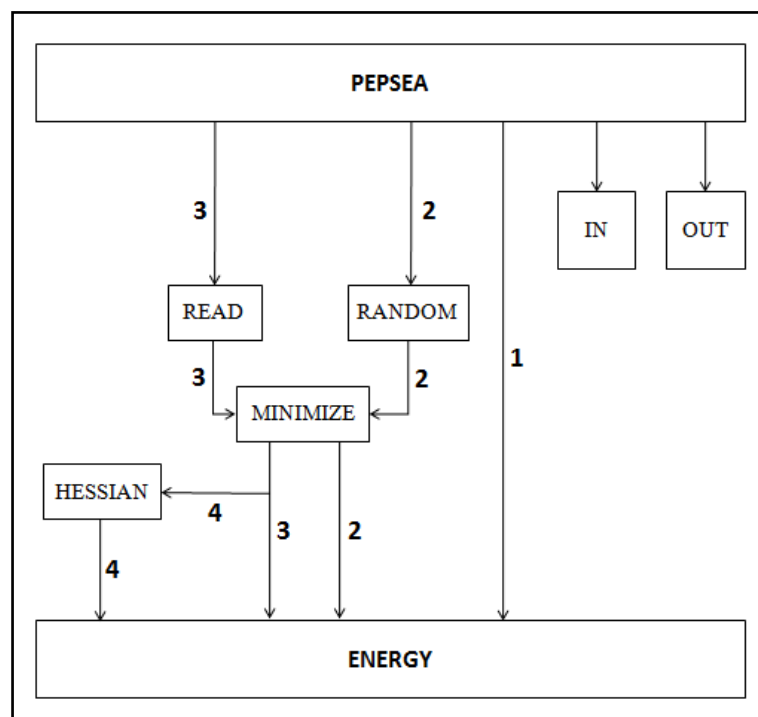 PEPSEA
3
2
IN
OUT
READ
RANDOM
1
3
2
MINIMIZE
HESSIAN
4
3
2
4
ENERGY